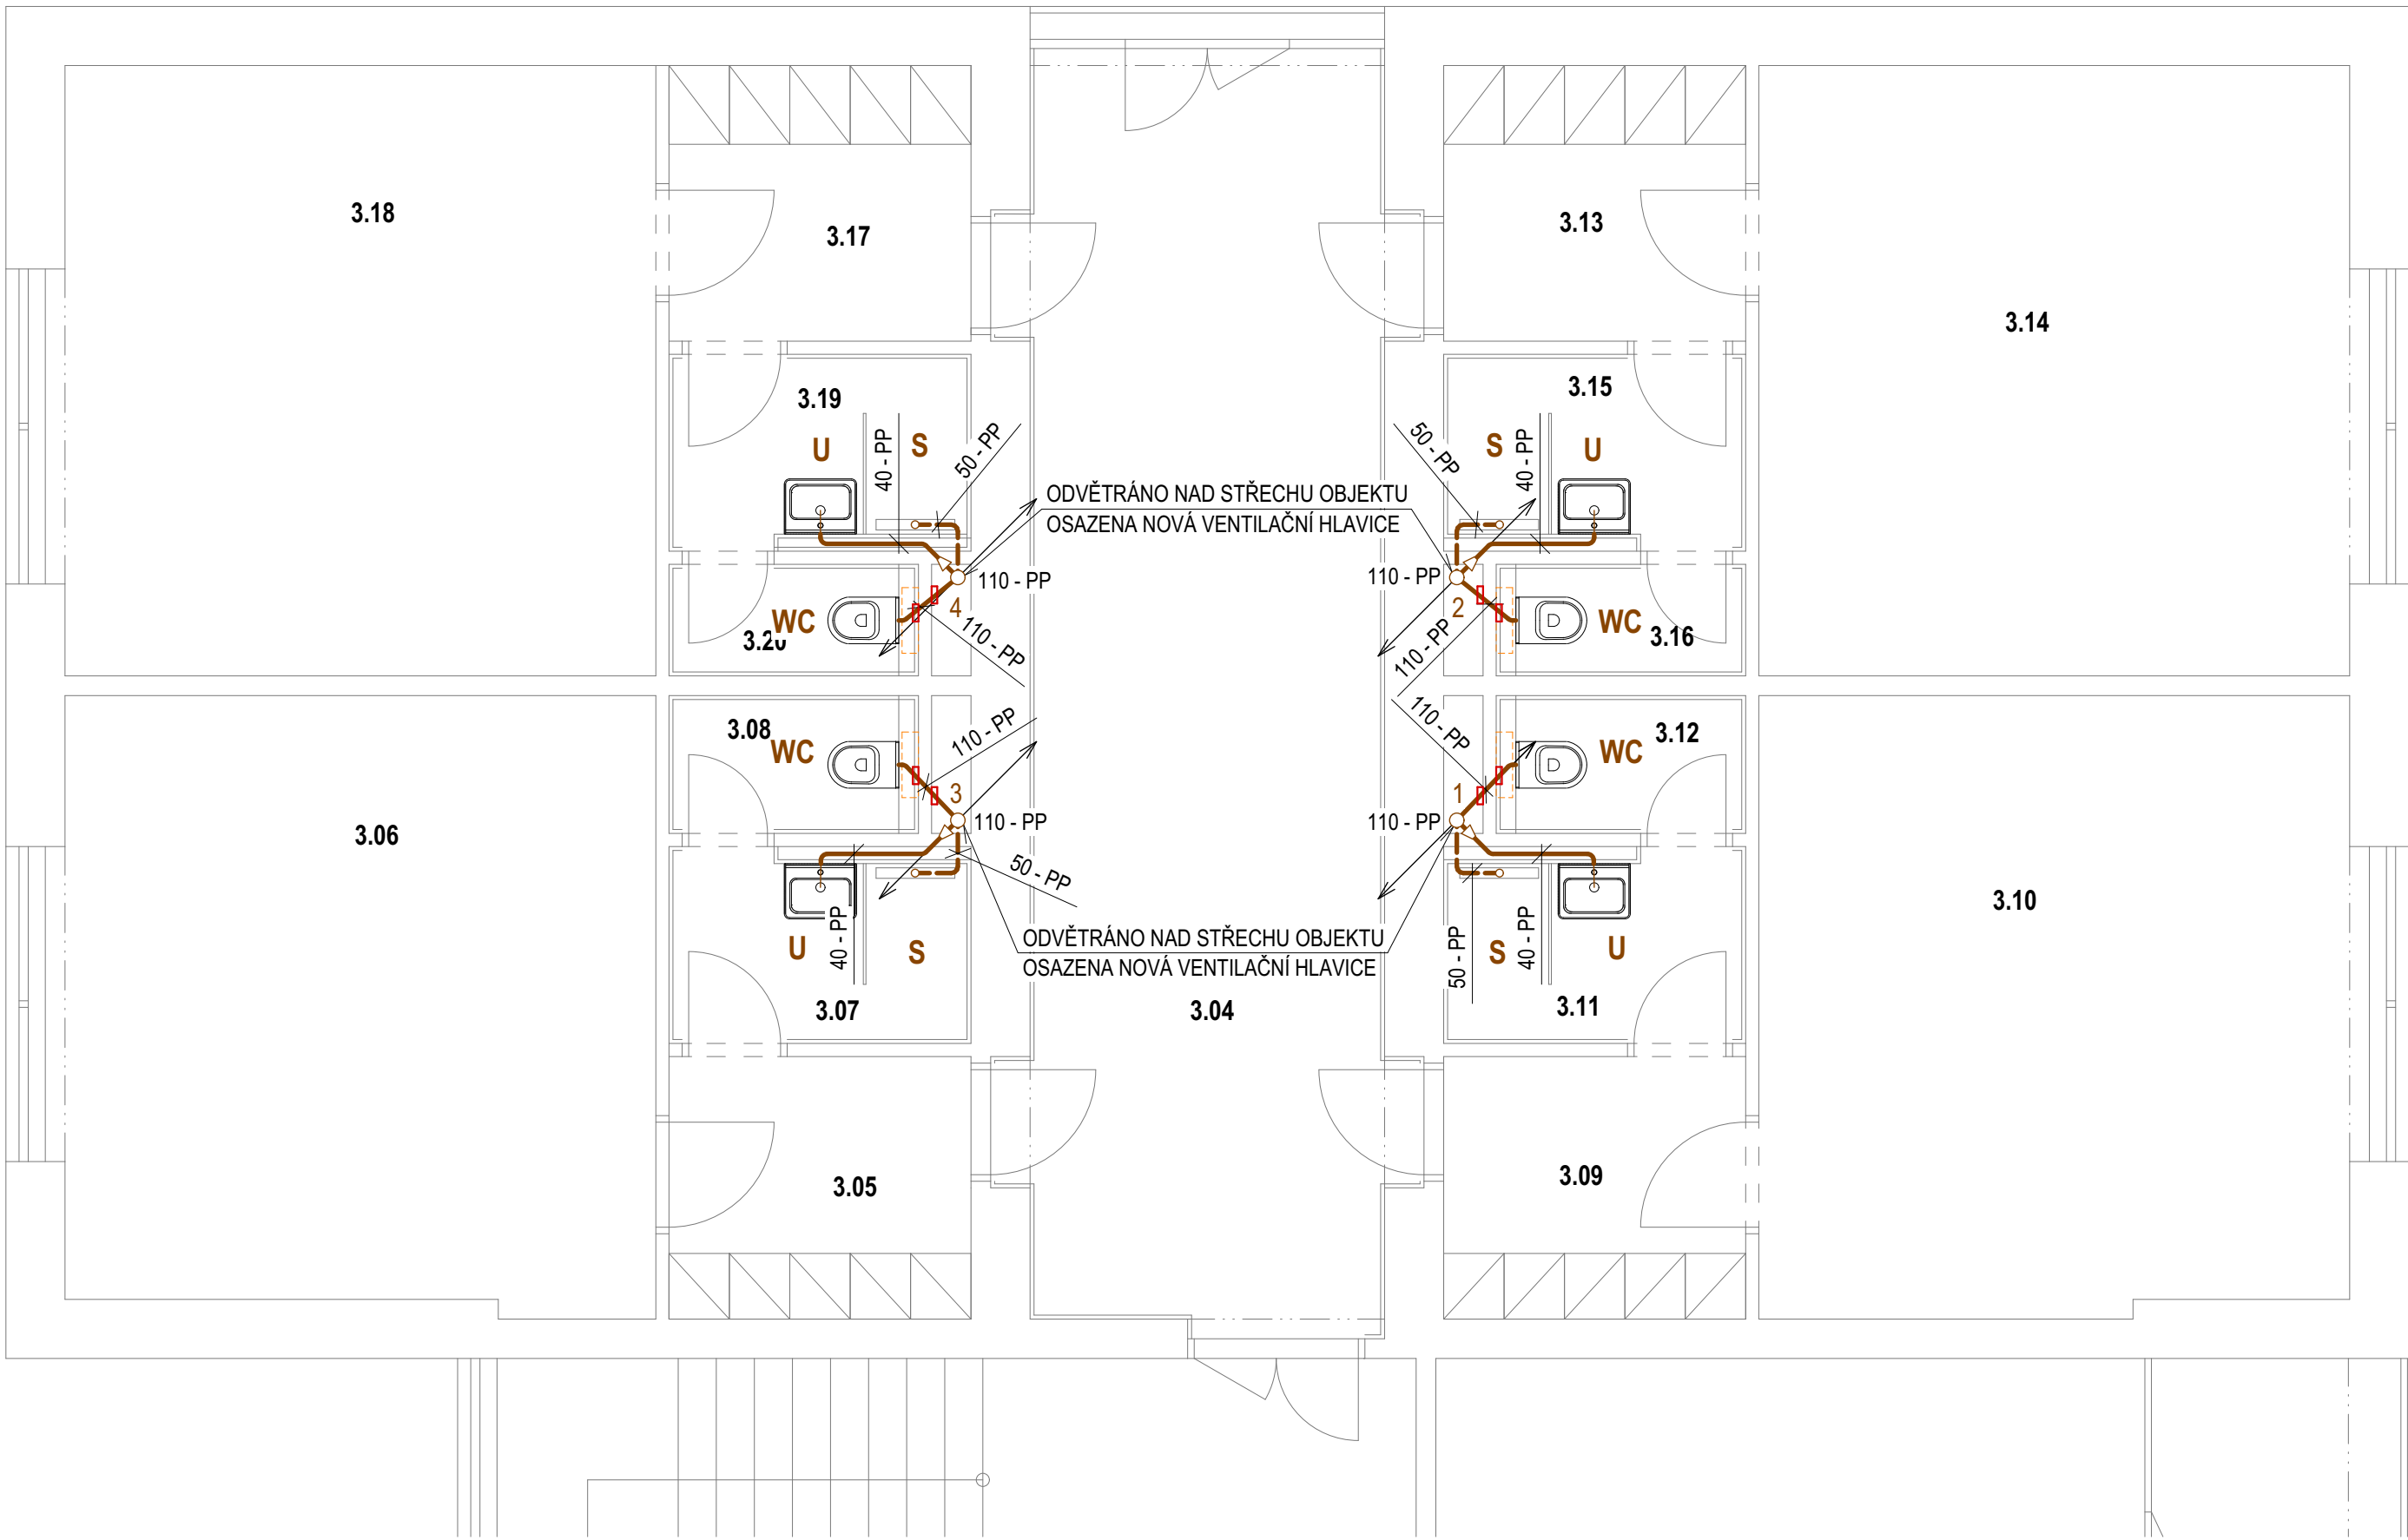 3.18
3.17
3.13
3.14
3.19
3.15
U
40 - PP
S
50 - PP
50 - PP
S
40 - PP
U
ODVĚTRÁNO NAD STŘECHU OBJEKTU
OSAZENA NOVÁ VENTILAČNÍ HLAVICE
110 - PP
110 - PP
4
2
WC
3.20
110 - PP
110 - PP
WC
3.16
3.08
WC
110 - PP
110 - PP
WC
3.12
3
1
110 - PP
110 - PP
3.06
50 - PP
3.10
U
40 - PP
S
ODVĚTRÁNO NAD STŘECHU OBJEKTU
OSAZENA NOVÁ VENTILAČNÍ HLAVICE
50 - PP
S
40 - PP
U
3.07
3.04
3.11
3.05
3.09